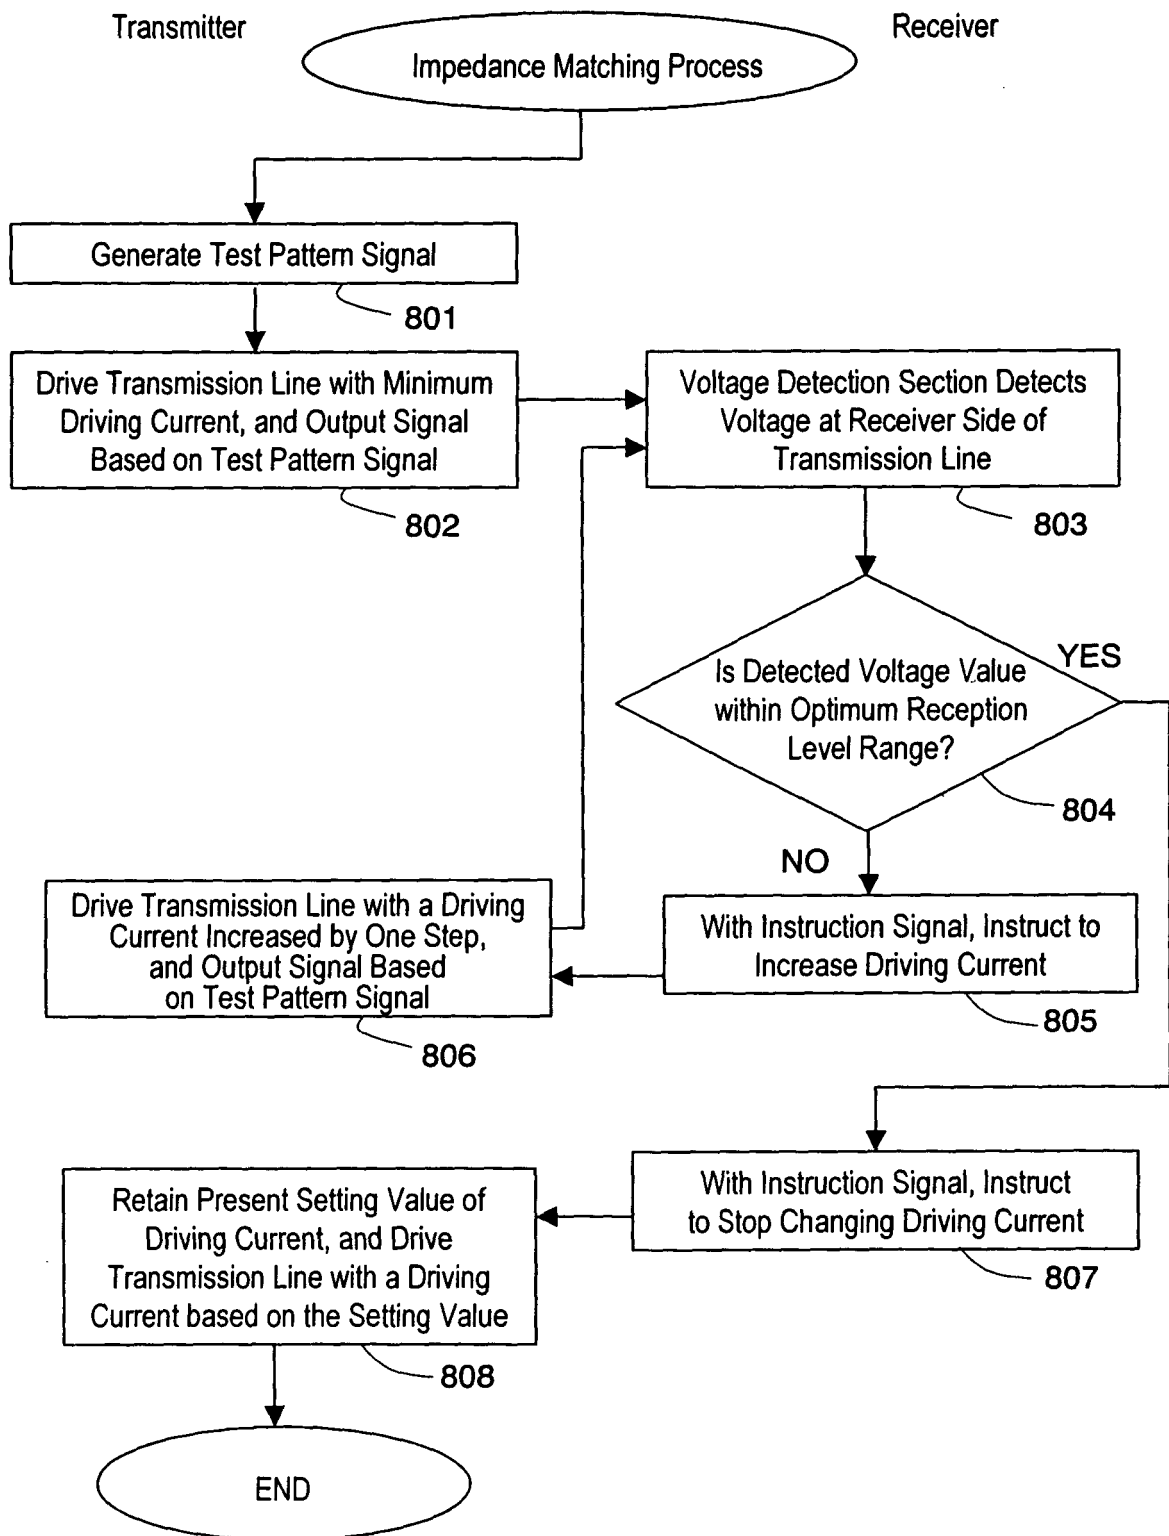 Transmitter
Receiver
Impedance Matching Process
Generate Test Pattern Signal
801
Drive Transmission Line with Minimum
Driving Current, and Output Signal
Based on Test Pattern Signal
802
Voltage Detection Section Detects
Voltage at Receiver Side of
Transmission Line
803
Is Detected Voltage Value
within Optimum Reception
Level Range?
YES
804
NO
With Instruction Signal, Instruct to
Increase Driving Current
805
Drive Transmission Line with a Driving
Current Increased by One Step,
and Output Signal Based
on Test Pattern Signal
806
With Instruction Signal, Instruct
to Stop Changing Driving Current
807
Retain Present Setting Value of
Driving Current, and Drive
Transmission Line with a Driving
Current based on the Setting Value
808
END